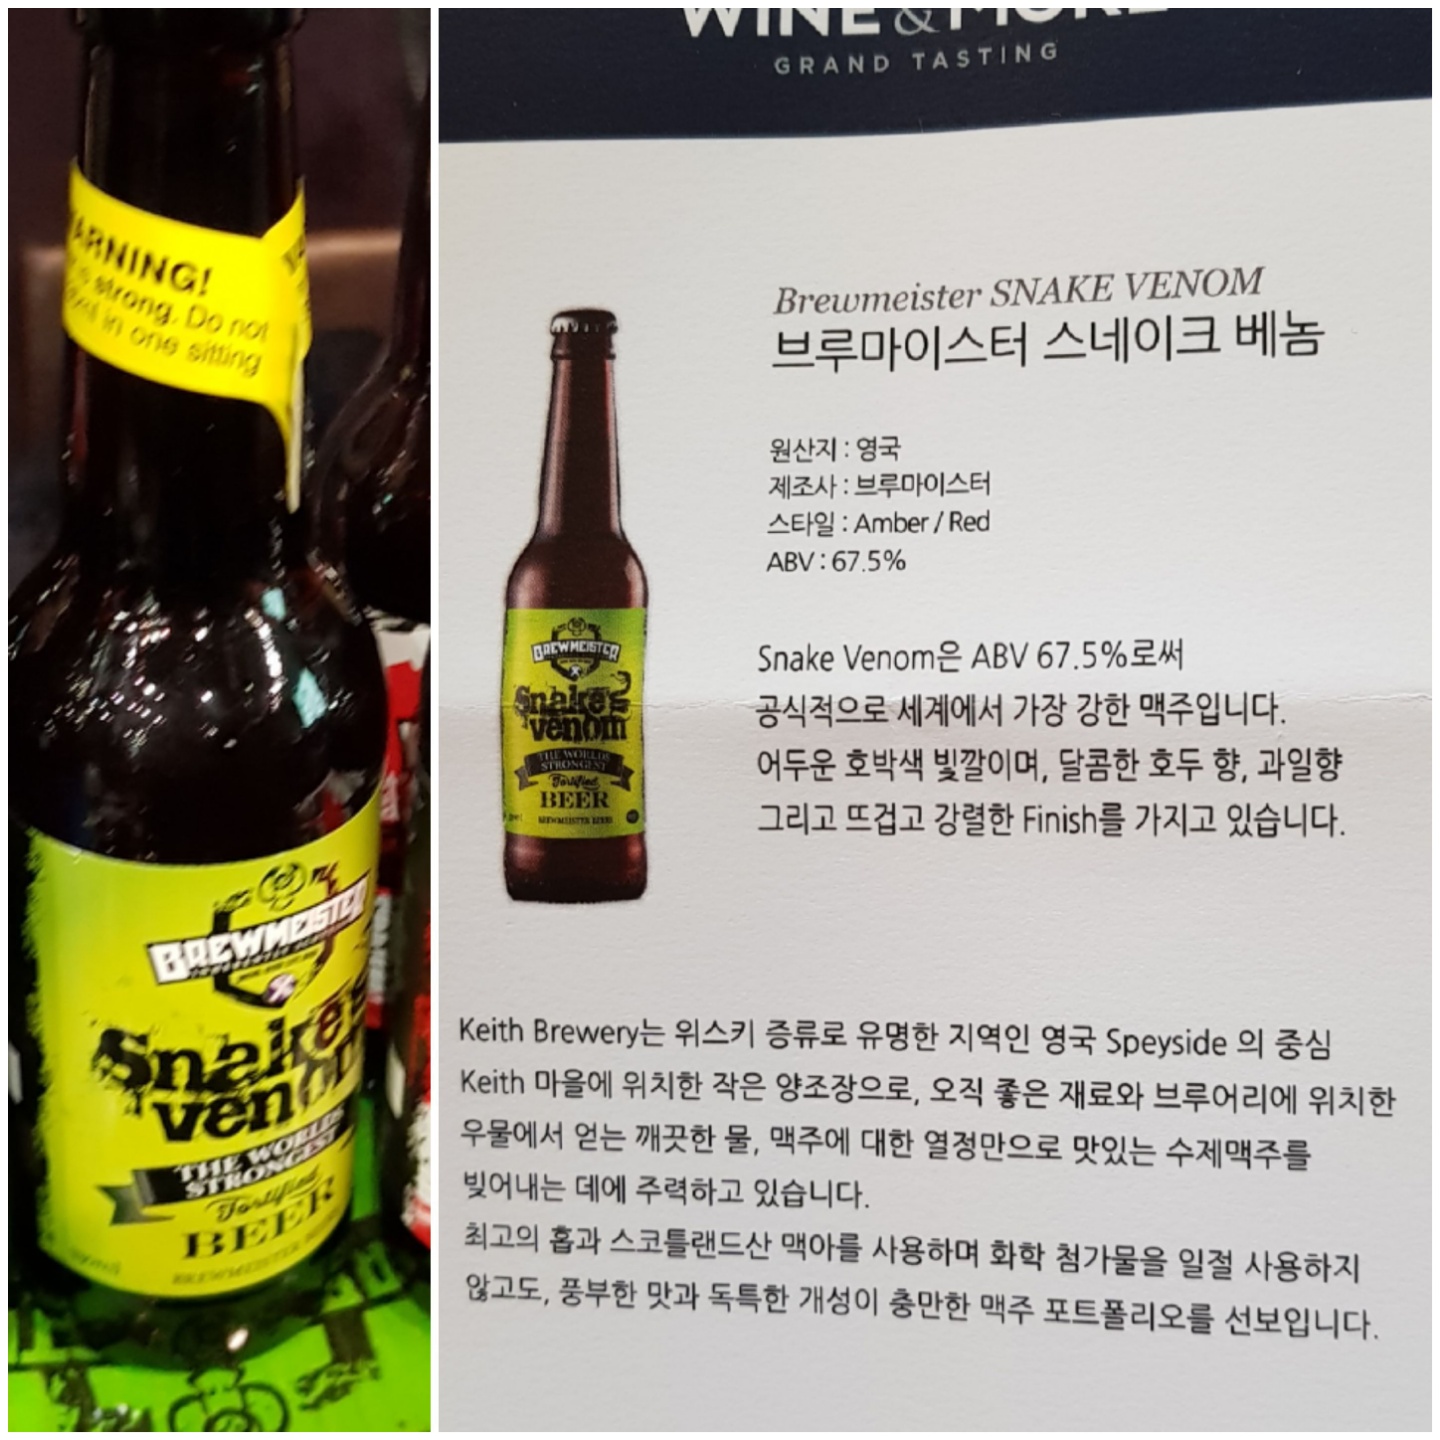 ARNING!
is strong. Do not
in one sitting
BREWMEISTER
Snake's
venom
THE WORLDS
STRONGEST
Fortified
BEER
BREWMEISTER
WINE & MORE
GRAND TASTING
Brewmeister SNAKE VENOM
브루마이스터 스네이크 베놈
원산지 : 영국
제조사 : 브루마이스터
스타일 : Amber / Red
ABV : 67.5%
Snake Venom은 ABV 67.5%로써
공식적으로 세계에서 가장 강한 맥주입니다.
어두운 호박색 빛깔이며, 달콤한 호두 향, 과일향
그리고 뜨겁고 강렬한 Finish를 가지고 있습니다.
BREWMEISTER
Snake's
venom
THE WORLDS
STRONGEST
Fortified
BEER
BREWMEISTER BEERS
Keith Brewery는 위스키 증류로 유명한 지역인 영국 Speyside 의 중심
Keith 마을에 위치한 작은 양조장으로, 오직 좋은 재료와 브루어리에 위치한
우물에서 얻는 깨끗한 물, 맥주에 대한 열정만으로 맛있는 수제맥주를
빚어내는 데에 주력하고 있습니다.
최고의 홉과 스코틀랜드산 맥아를 사용하며 화학 첨가물을 일절 사용하지
않고도, 풍부한 맛과 독특한 개성이 충만한 맥주 포트폴리오를 선보입니다.